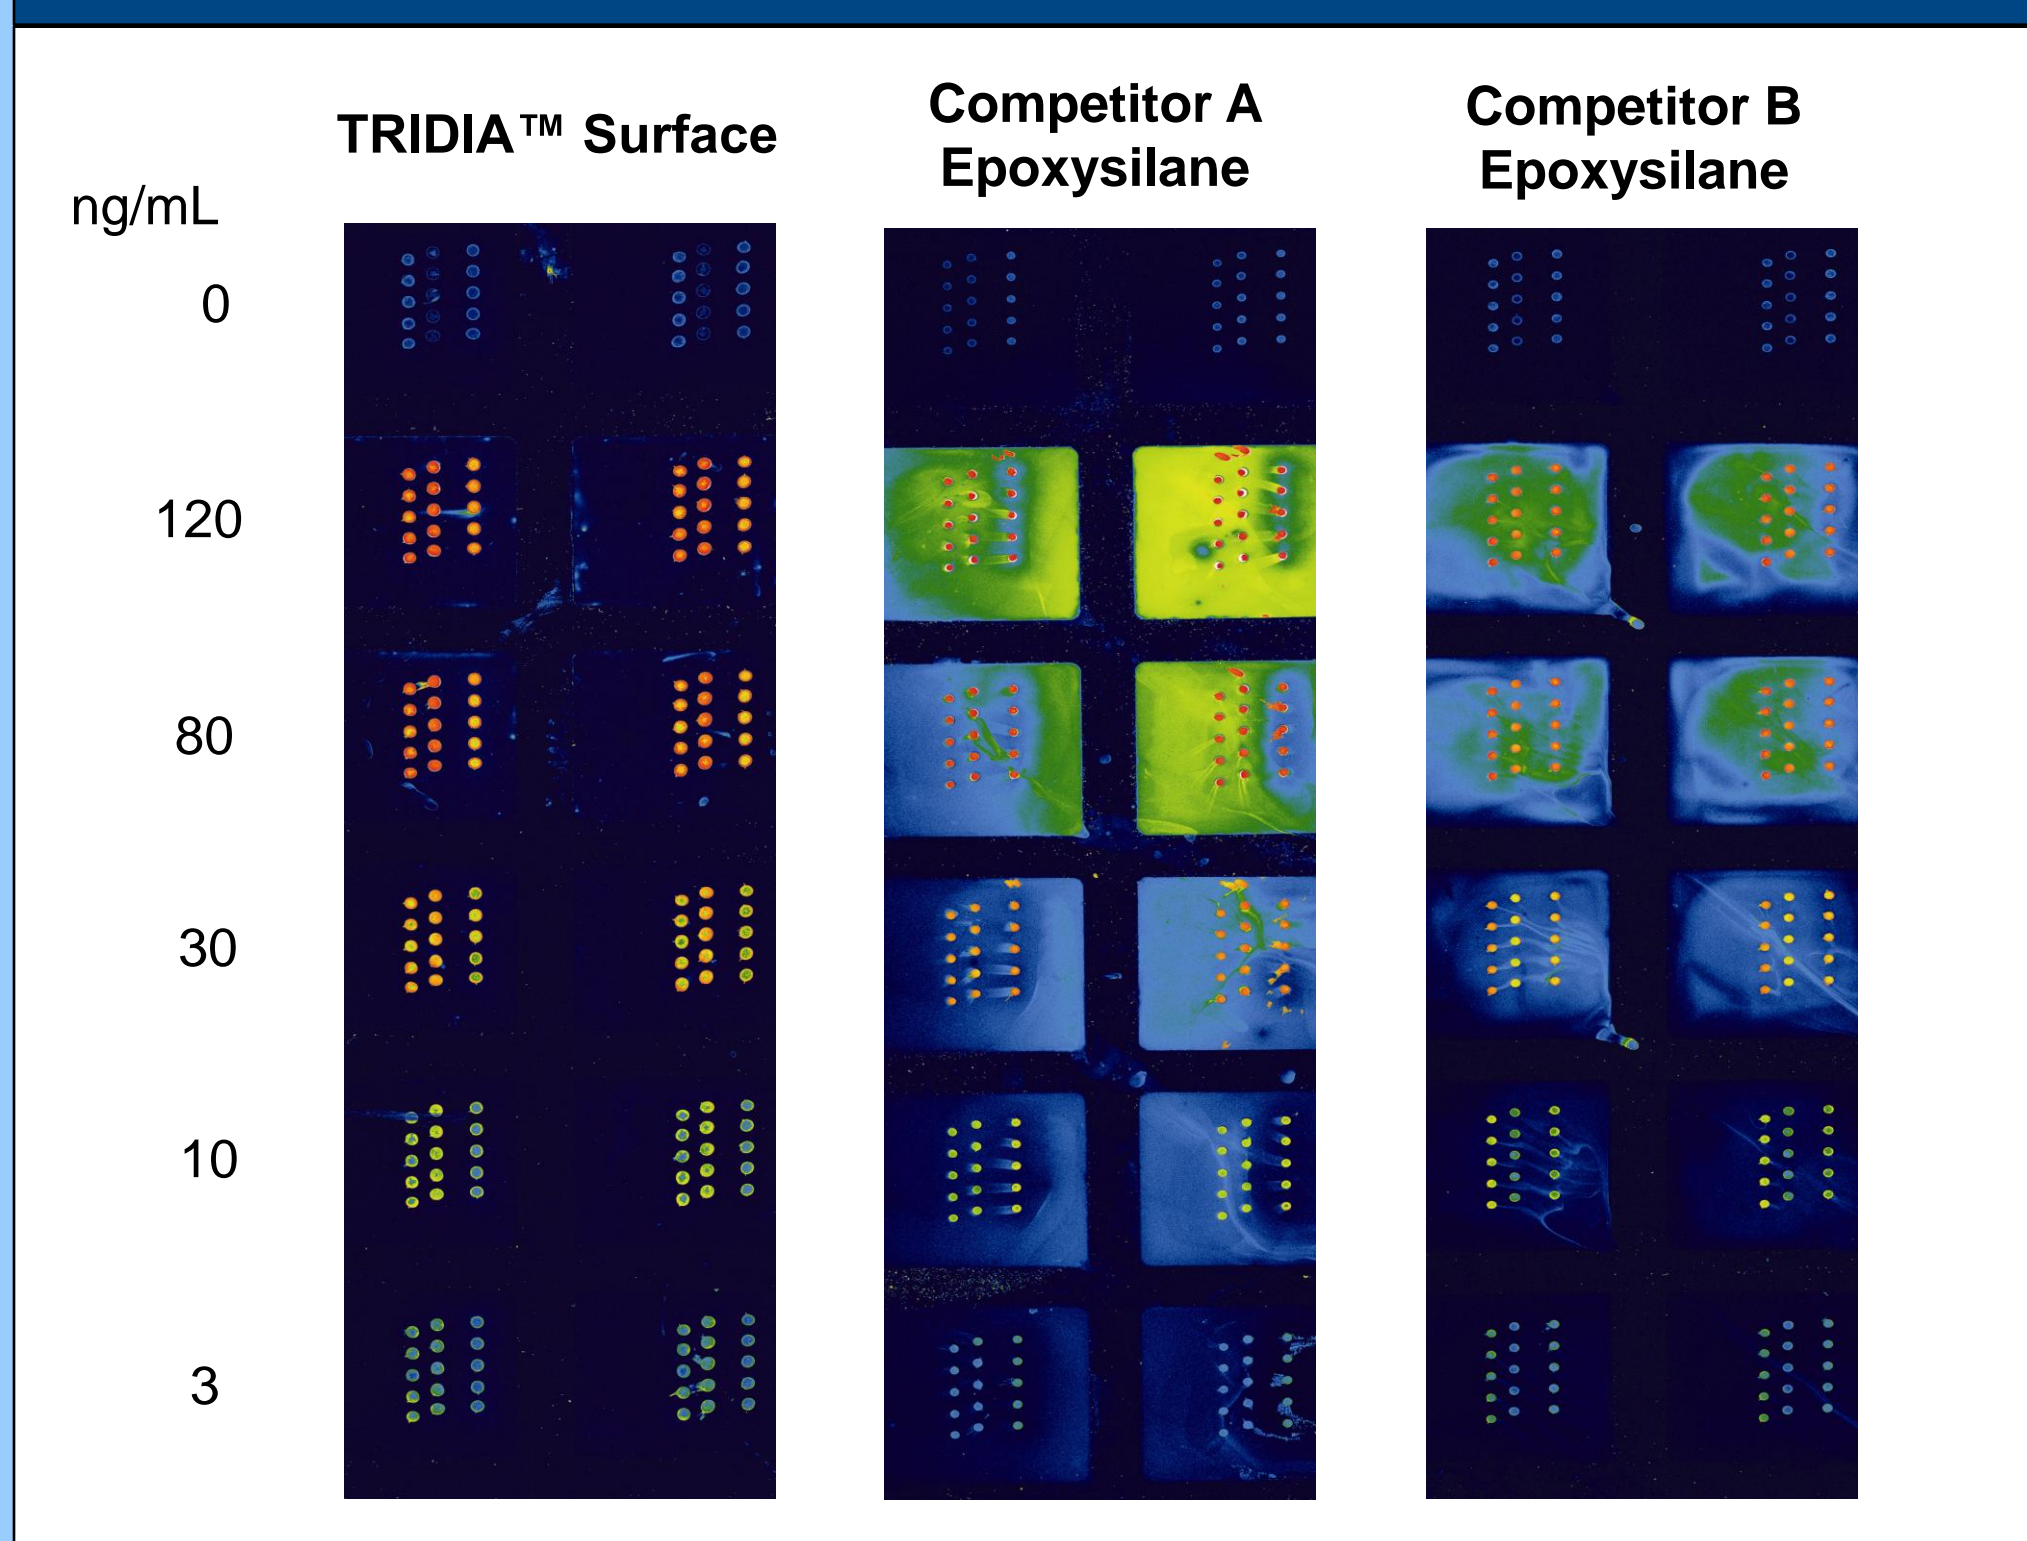 TRIDIA™ Surface
Competitor A
Epoxysilane
Competitor B
Epoxysilane
ng/mL
0
120
80
30
10
3